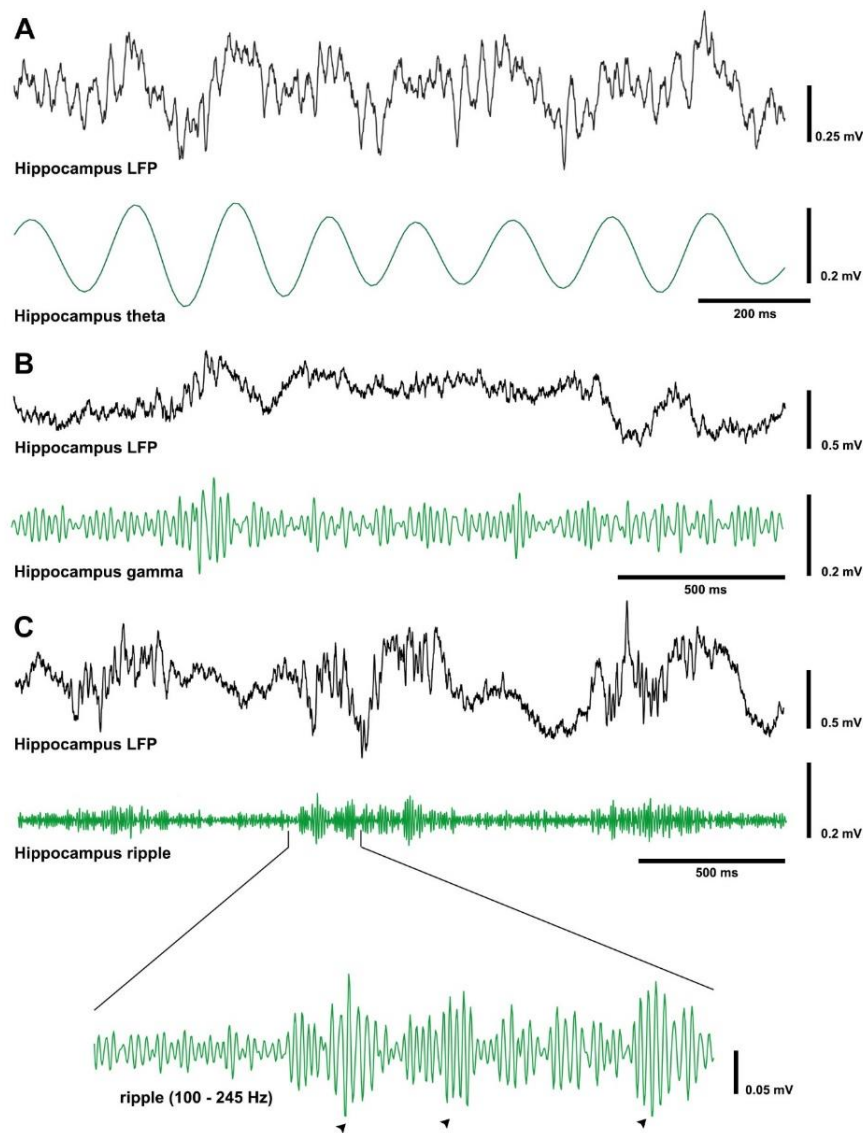 A
0.25 mV
Hippocampus LFP
0.2 mV
Hippocampus theta
200 ms
B
Hippocampus LFP
0.5 mV
Hippocampus gamma
0.2 mV
500 ms
C
0.5 mV
Hippocampus LFP
0.2 mV
Hippocampus ripple
500 ms
ripple (100 - 245 Hz)
0.05 mV